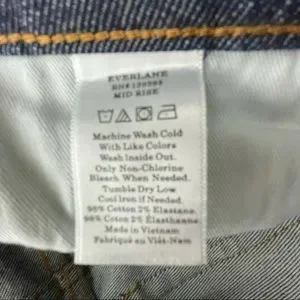 EVERLANE
MID RISE
Machine Wash Cold
With Like Colors
Wash Inside Out.
Only Non-Chlorine
Bleach When Needed.
Tumble Dry Low
Cool Iron if Needed.
98% Cotton 2% Elastane.
98% Cotton 2% Elasthanne.
Made in Vietnam
Fabriqué au Viêt-Nam